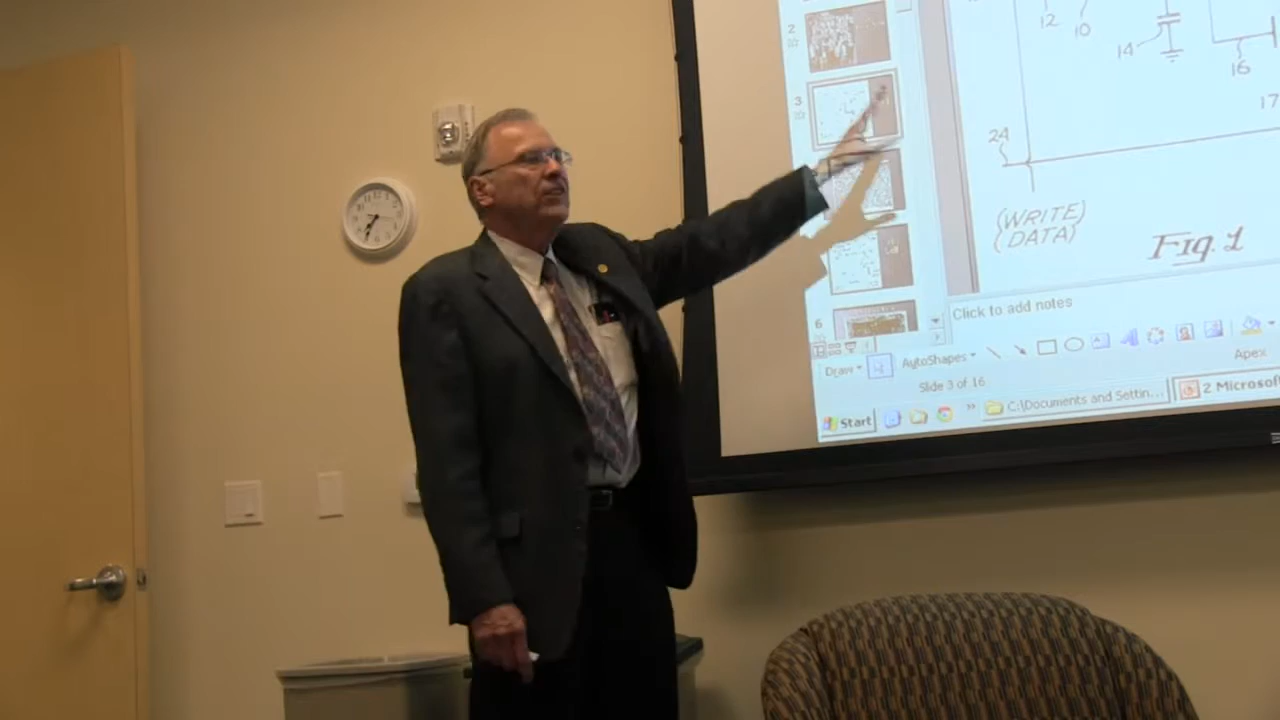 2
3
6
12
10
14
16
17
24
(WRITE)
(DATA)
Fig. 1
Click to add notes
Draw
AutoShapes
Slide 3 of 16
Apex
Start
C:\Documents and Settin...
2 Microsof